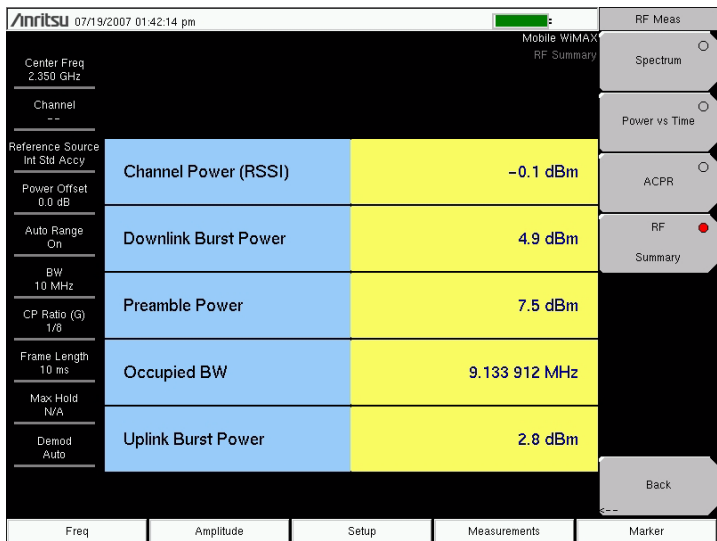 /Inritsu 07/19/2007 01:42:14 pm
Mobile WiMAX
RF Summary
Center Freq
2.350 GHz
Channel
--
Reference Source
Int Std Accy
Power Offset
0.0 dB
Auto Range
On
BW
10 MHz
CP Ratio (G)
1/8
Frame Length
10 ms
Max Hold
N/A
Demod
Auto
Channel Power (RSSI) -0.1 dBm
Downlink Burst Power 4.9 dBm
Preamble Power 7.5 dBm
Occupied BW 9.133 912 MHz
Uplink Burst Power 2.8 dBm
RF Meas
Spectrum
Power vs Time
ACPR
RF
Summary
Back
<--
Freq Amplitude Setup Measurements Marker